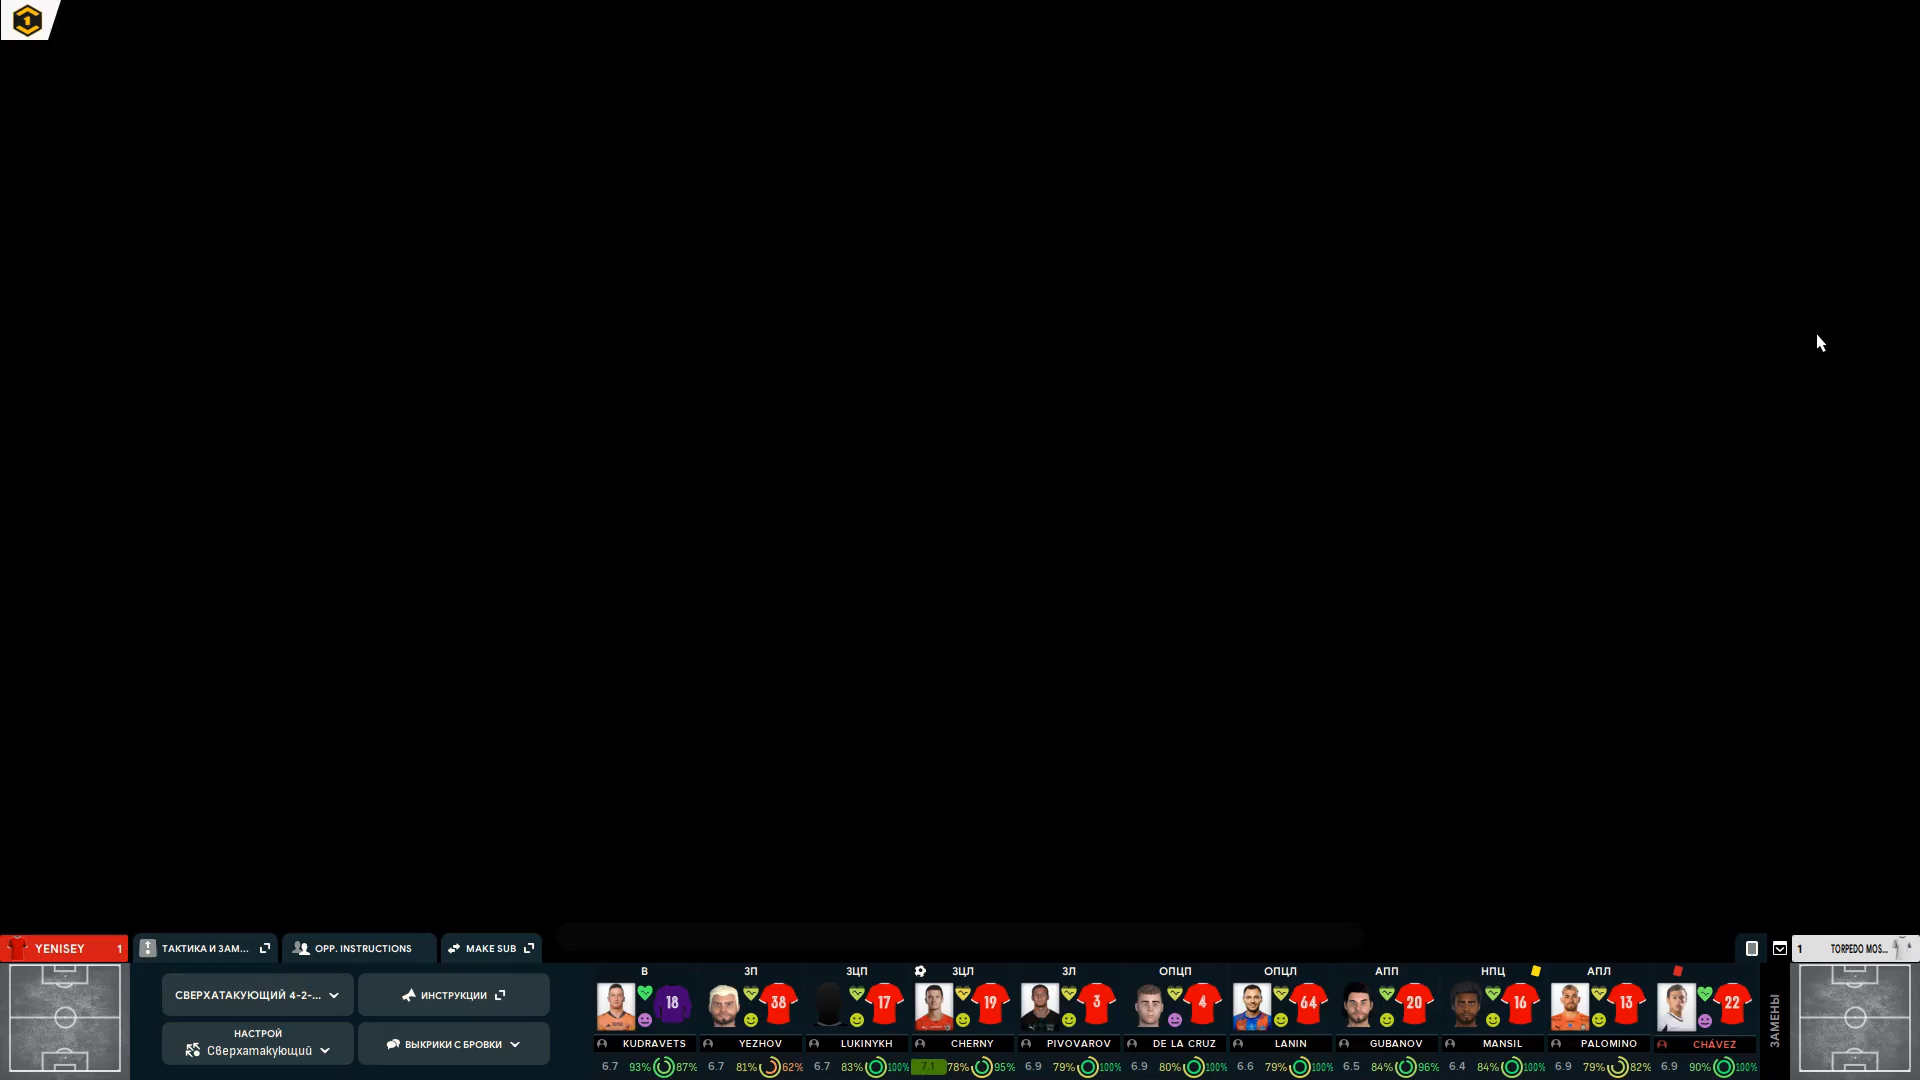 1
YENISEY 1
ТАКТИКА И ЗАМ...
OPP. INSTRUCTIONS
MAKE SUB
1 TORPEDO MOS...
СВЕРХАТАКУЮЩИЙ 4-2-...
ИНСТРУКЦИИ
НАСТРОЙ
Сверхатакующий
ВЫКРИКИ С БРОВКИ
В ЗП ЗЦП ЗЦЛ ЗЛ ОПЦП ОПЦЛ АПП НПЦ АПЛ
18 38 17 19 3 4 64 20 16 13 22
KUDRAVETS YEZHOV LUKINYKH CHERNY PIVOVAROV DE LA CRUZ LANIN GUBANOV MANSIL PALOMINO CHÁVEZ
6.7 93% 87% 6.7 81% 62% 6.7 83% 100% 7.1 78% 95% 6.9 79% 100% 6.9 80% 100% 6.6 79% 100% 6.5 84% 96% 6.4 84% 100% 6.9 79% 82% 6.9 90% 100%
ЗАМЕНЫ